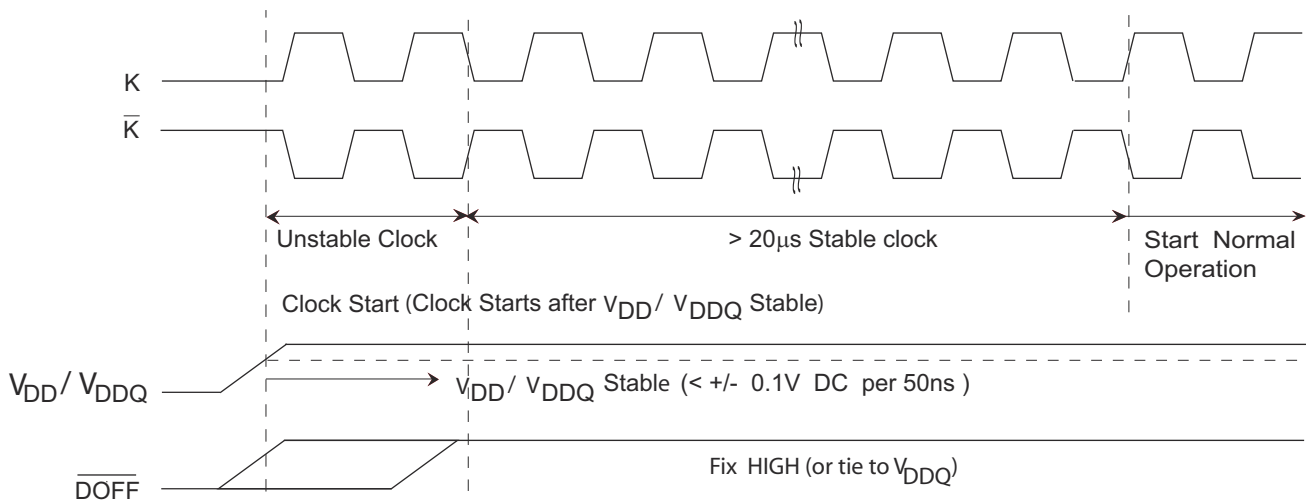 K
K̅
Unstable Clock
> 20μs Stable clock
Start Normal
Operation
Clock Start (Clock Starts after VDD / VDDQ Stable)
VDD / VDDQ
VDD / VDDQ Stable (< +/- 0.1V DC per 50ns )
D̅O̅F̅F̅
Fix HIGH (or tie to VDDQ)